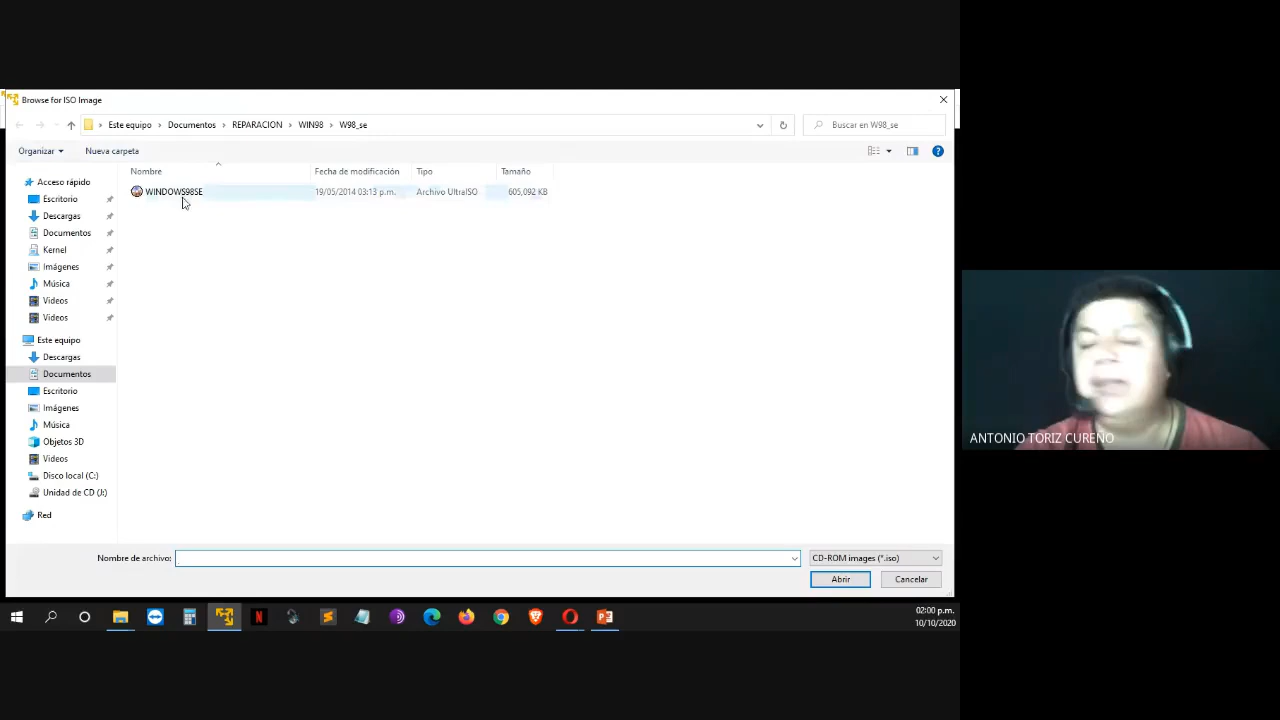 Browse for ISO Image
Este equipo > Documentos > REPARACION > WIN98 > W98_se
Buscar en W98_se
Organizar
Nueva carpeta
Nombre
Fecha de modificación
Tipo
Tamaño
WINDOWS98SE
19/05/2014 03:13 p.m.
Archivo UltraISO
605,092 KB
Acceso rápido
Escritorio
Descargas
Documentos
Kernel
Imágenes
Música
Videos
Videos
Este equipo
Descargas
Documentos
Escritorio
Imágenes
Música
Objetos 3D
Videos
Disco local (C:)
Unidad de CD (J:)
Red
Nombre de archivo:
CD-ROM images (*.iso)
Abrir
Cancelar
02:00 p.m.
10/10/2020
ANTONIO TORIZ CUREÑO